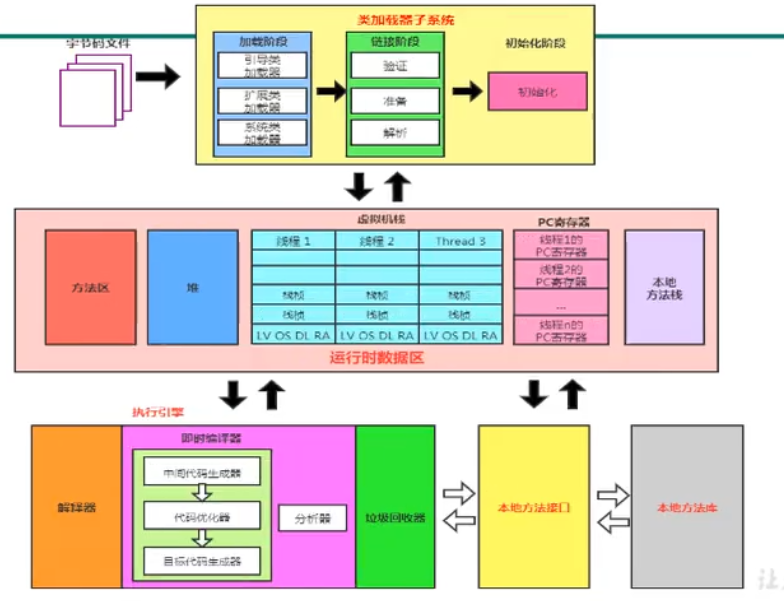 类加载器子系统
字节码文件
加载阶段
引导类
加载器
扩展类
加载器
系统类
加载器
链接阶段
验证
准备
解析
初始化阶段
初始化
方法区
堆
虚拟机栈
线程 1
线程 2
Thread 3
栈帧
栈帧
栈帧
栈帧
栈帧
栈帧
LV OS DL RA
LV OS DL RA
LV OS DL RA
PC寄存器
线程1的
PC寄存器
线程2的
PC寄存器
...
线程n的
PC寄存器
本地
方法栈
运行时数据区
执行引擎
解释器
即时编译器
中间代码生成器
代码优化器
目标代码生成器
分析器
垃圾回收器
本地方法接口
本地方法库
让